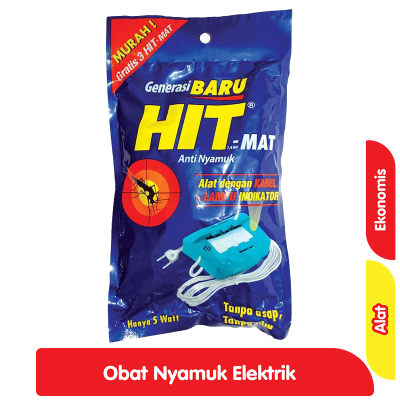 MURAH !
Gratis 3 HIT-MAT
Generasi BARU
HIT®-MAT
Anti Nyamuk
Alat dengan KABEL
INDIKATOR
Hanya 5 Watt
Tanpa asap,
Tanpa
Obat Nyamuk Elektrik
Ekonomis
Alat